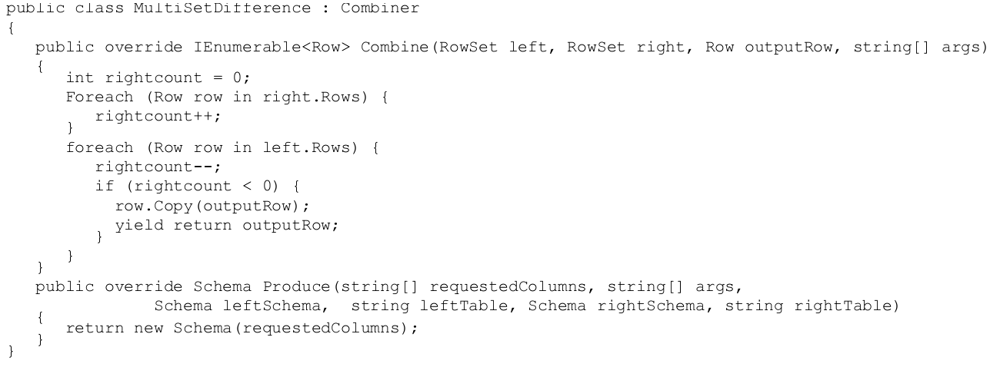 public class MultiSetDifference : Combiner
{
   public override IEnumerable<Row> Combine(RowSet left, RowSet right, Row outputRow, string[] args)
   {
      int rightcount = 0;
      Foreach (Row row in right.Rows) {
         rightcount++;
      }
      foreach (Row row in left.Rows) {
         rightcount--;
         if (rightcount < 0) {
           row.Copy(outputRow);
           yield return outputRow;
         }
      }
   }
   public override Schema Produce(string[] requestedColumns, string[] args,
               Schema leftSchema,  string leftTable, Schema rightSchema, string rightTable)
   {
      return new Schema(requestedColumns);
   }
}